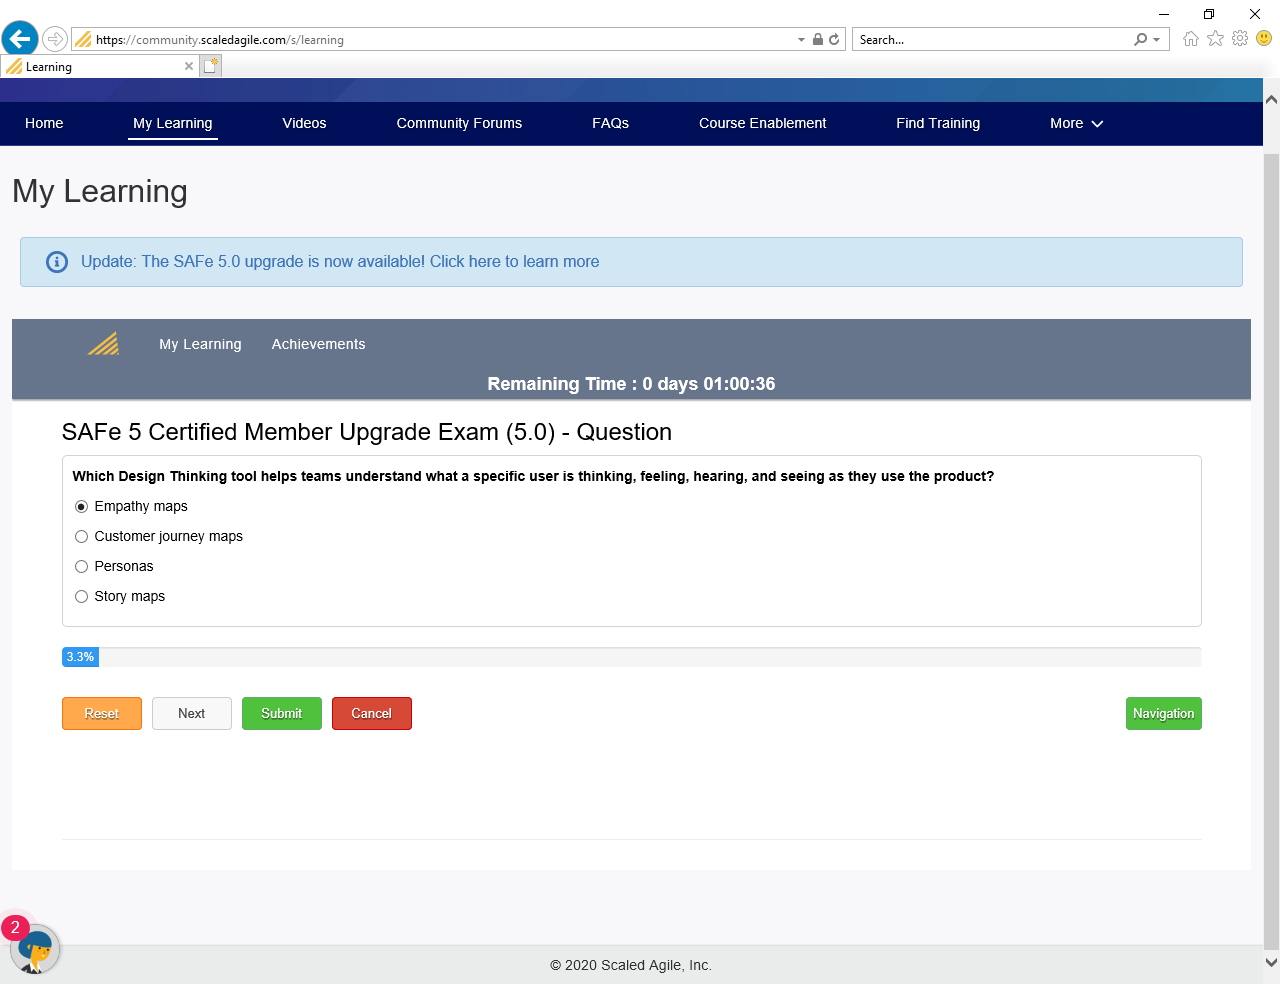 https://community.scaledagile.com/s/learning
Search...
Learning
Home My Learning Videos Community Forums FAQs Course Enablement Find Training More
My Learning
Update: The SAFe 5.0 upgrade is now available! Click here to learn more
My Learning Achievements
Remaining Time : 0 days 01:00:36
SAFe 5 Certified Member Upgrade Exam (5.0) - Question
Which Design Thinking tool helps teams understand what a specific user is thinking, feeling, hearing, and seeing as they use the product?
Empathy maps
Customer journey maps
Personas
Story maps
3.3%
Reset Next Submit Cancel Navigation
2
© 2020 Scaled Agile, Inc.